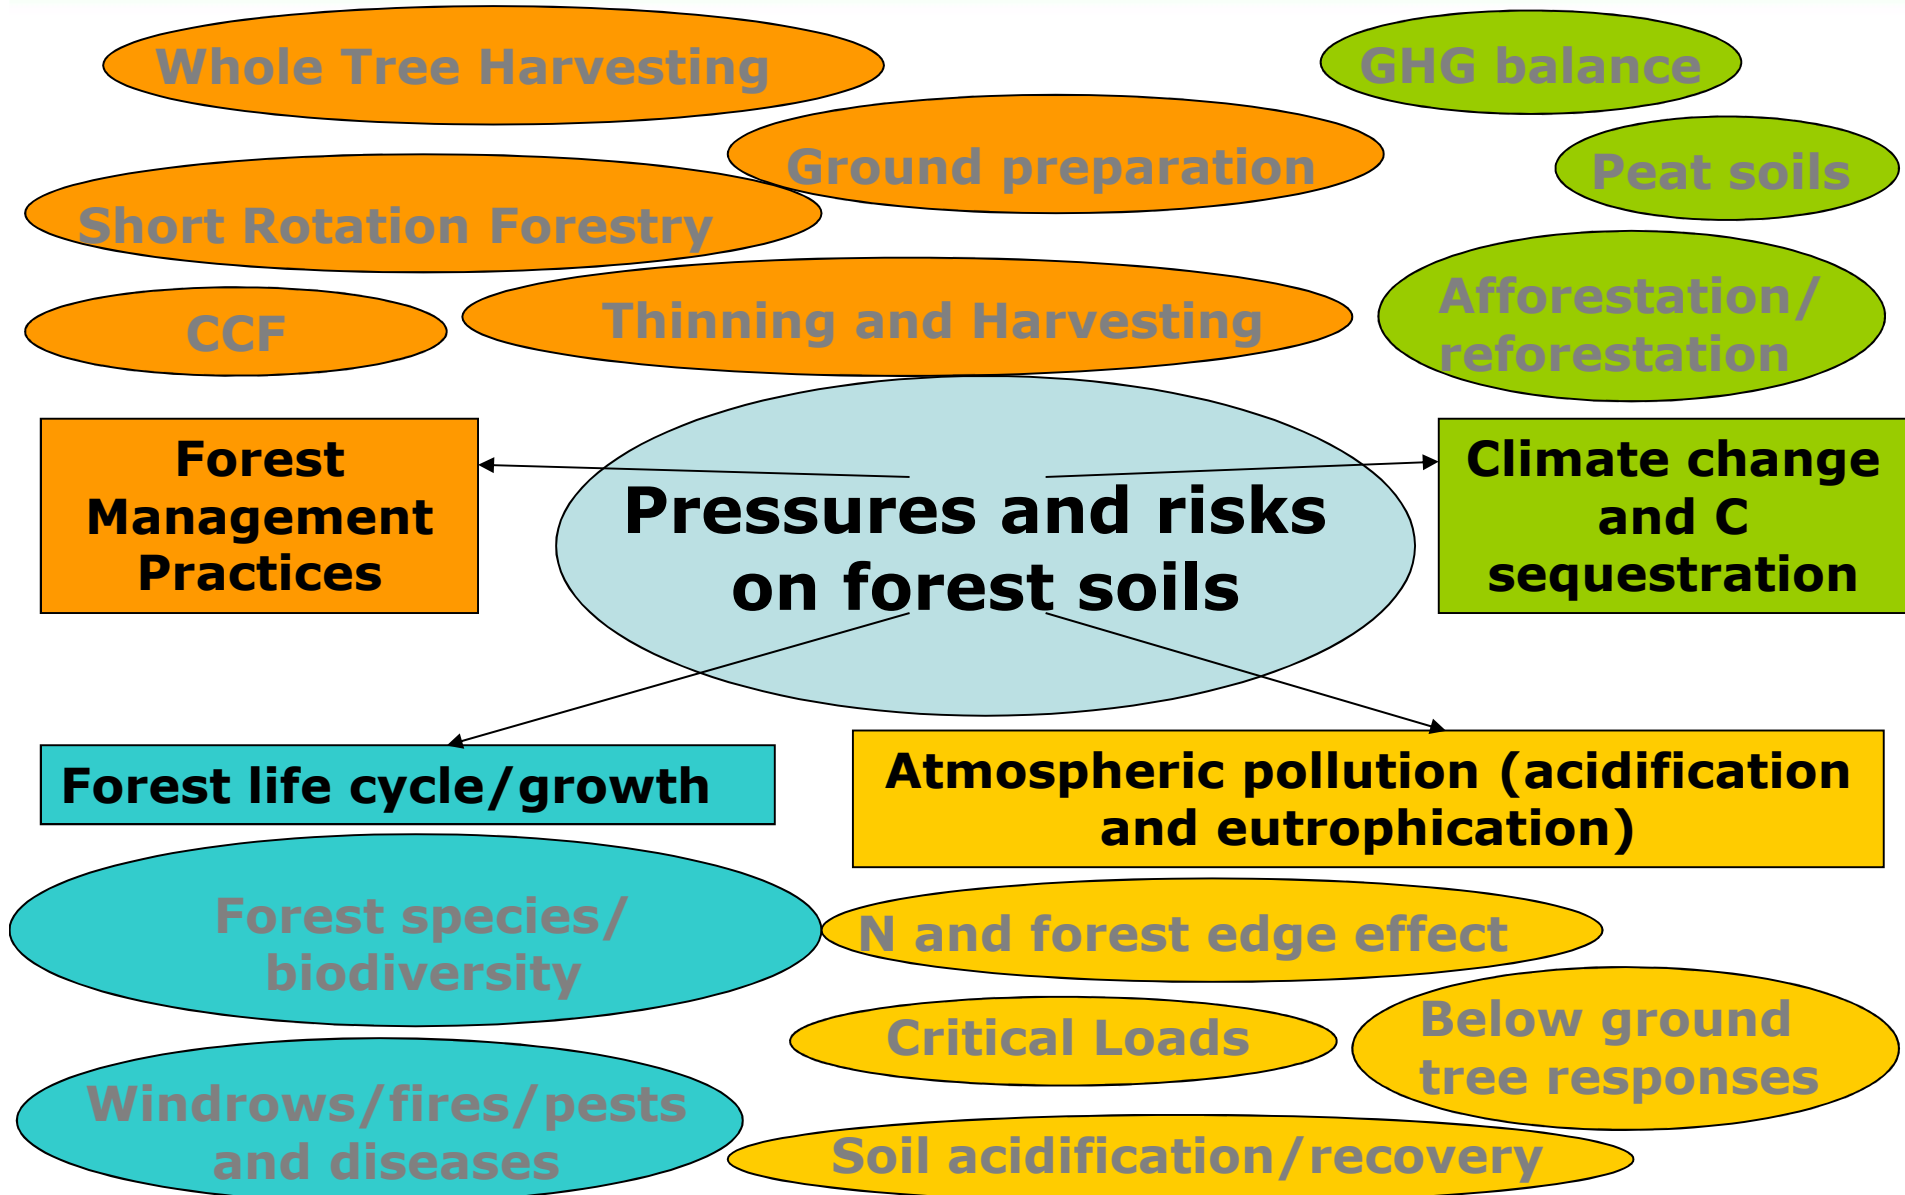 Whole Tree Harvesting
GHG balance
Ground preparation
Peat soils
Short Rotation Forestry
Afforestation/
reforestation
CCF
Thinning and Harvesting
Forest
Management
Practices
Pressures and risks
on forest soils
Climate change
and C
sequestration
Forest life cycle/growth
Atmospheric pollution (acidification
and eutrophication)
Forest species/
biodiversity
N and forest edge effect
Critical Loads
Below ground
tree responses
Windrows/fires/pests
and diseases
Soil acidification/recovery